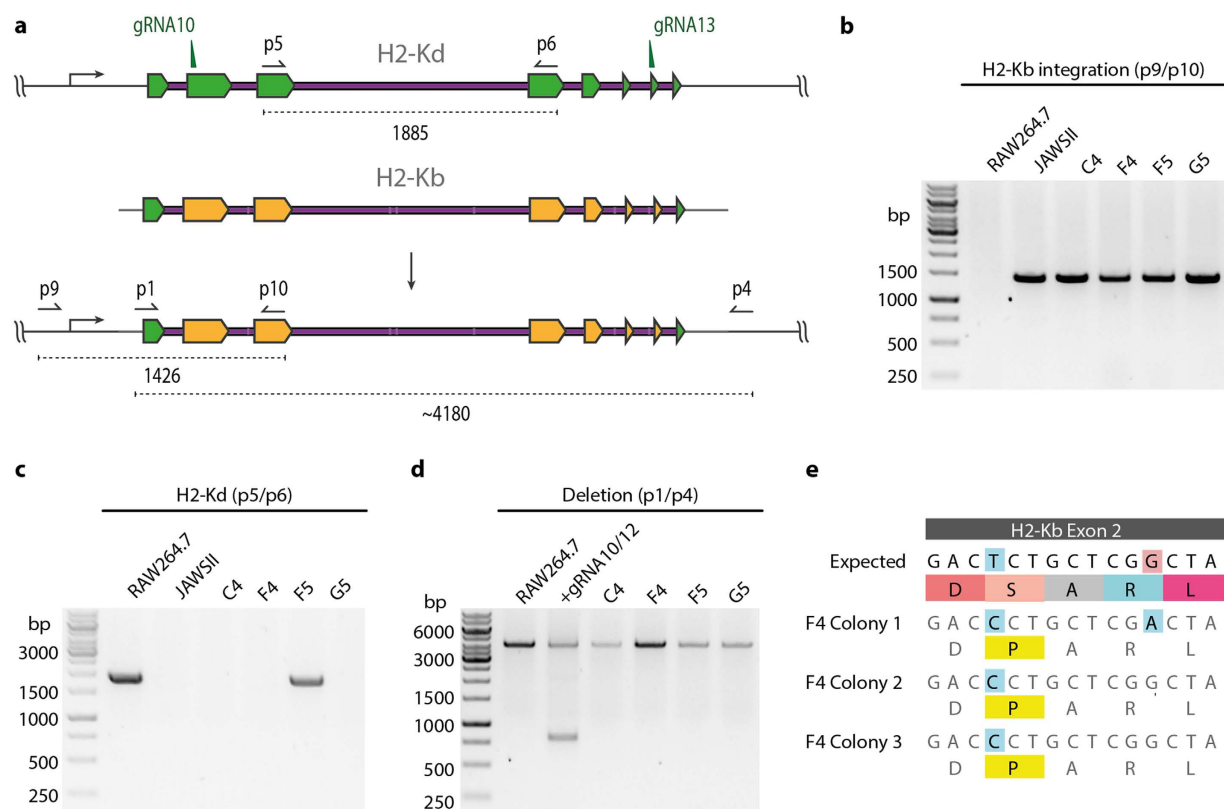 a
gRNA10
gRNA13
p5
H2-Kd
p6
1885
H2-Kb
p9
p1
p10
p4
1426
~4180
b
H2-Kb integration (p9/p10)
RAW264.7
JAWSII
C4
F4
F5
G5
bp
1500
1000
500
250
c
H2-Kd (p5/p6)
RAW264.7
JAWSII
C4
F4
F5
G5
bp
3000
1500
1000
500
250
d
Deletion (p1/p4)
RAW264.7
+gRNA10/12
C4
F4
F5
G5
bp
6000
3000
1500
1000
500
250
e
H2-Kb Exon 2
Expected G A C T C T G C T C G G C T A
D S A R L
F4 Colony 1 G A C C C T G C T C G A C T A
D P A R L
F4 Colony 2 G A C C C T G C T C G G C T A
D P A R L
F4 Colony 3 G A C C C T G C T C G G C T A
D P A R L